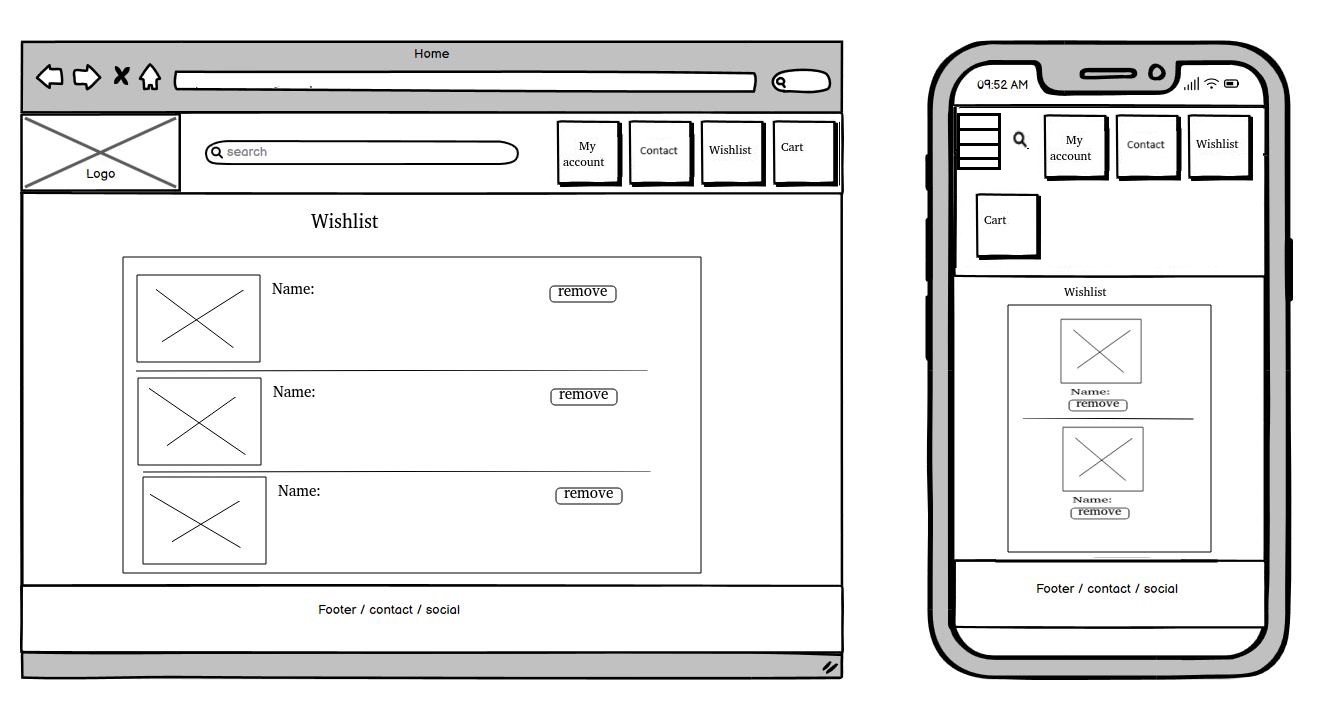 Home
Logo
search
My
account
Contact
Wishlist
Cart
Wishlist
Name:
remove
Name:
remove
Name:
remove
Footer / contact / social
09:52 AM
My
account
Contact
Wishlist
Cart
Wishlist
Name:
remove
Name:
remove
Footer / contact / social